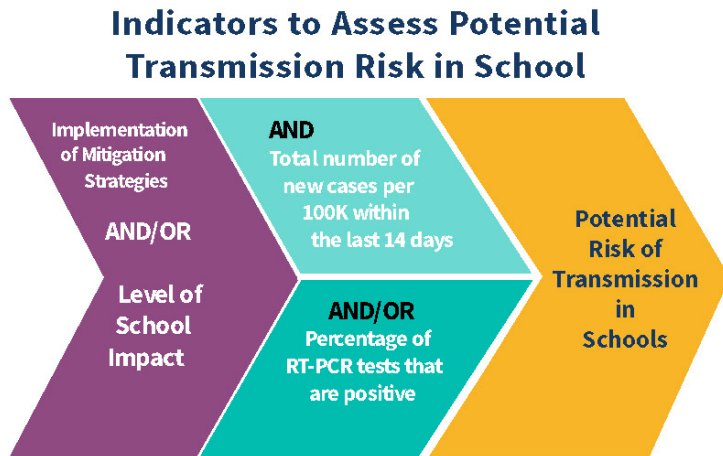 Indicators to Assess Potential
Transmission Risk in School
Implementation
of Mitigation
Strategies
AND/OR
Level of
School
Impact
AND
Total number of
new cases per
100K within
the last 14 days
AND/OR
Percentage of
RT-PCR tests that
are positive
Potential
Risk of
Transmission
in
Schools